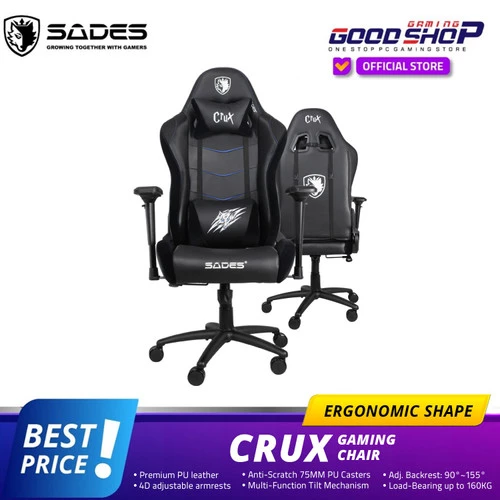 SADES
GROWING TOGETHER WITH GAMERS
GAMING
GOODSHOP
ONE STOP PC GAMING STORE
OFFICIAL STORE
Crux
Crux
SADES
ERGONOMIC SHAPE
BEST
PRICE!
CRUX GAMING
CHAIR
• Premium PU leather
• 4D adjustable armrests
• Anti-Scratch 75MM PU Casters
• Multi-Function Tilt Mechanism
• Adj. Backrest: 90°~155°
• Load-Bearing up to 160KG